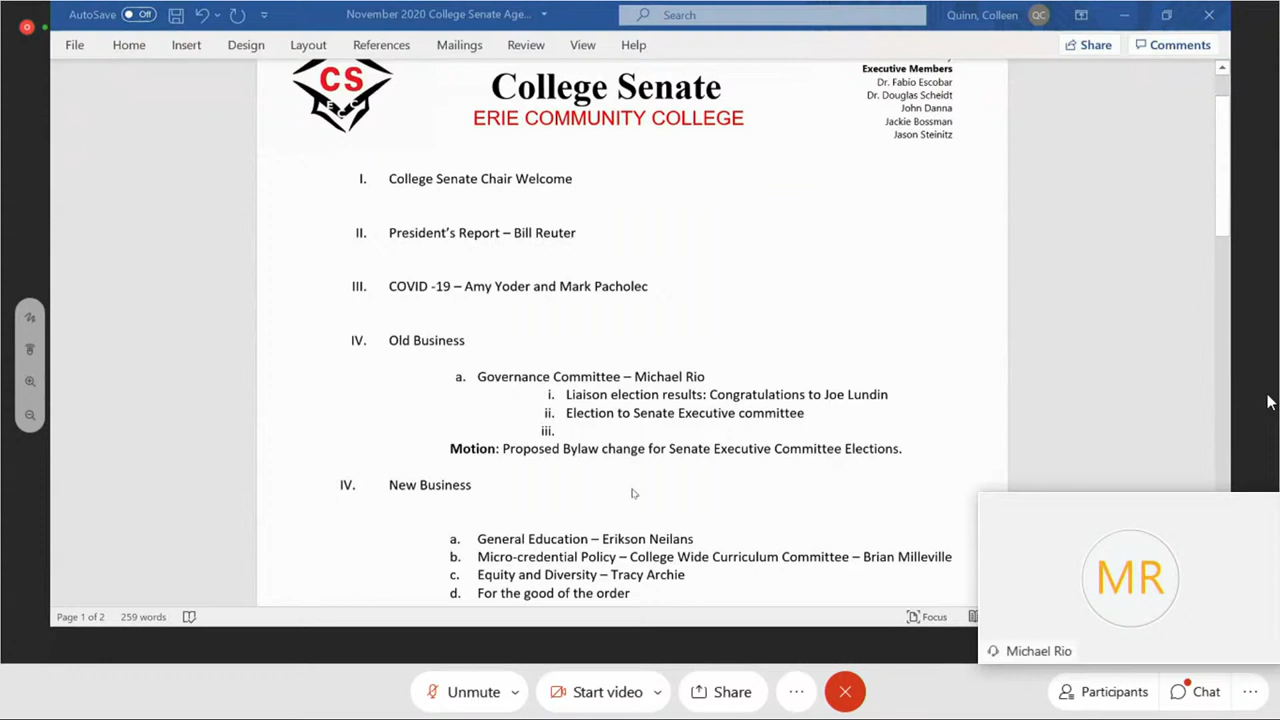 AutoSave Off November 2020 College Senate Age... Search Quinn, Colleen QC
File Home Insert Design Layout References Mailings Review View Help Share Comments
CS
ECC
College Senate
ERIE COMMUNITY COLLEGE
Executive Members
Dr. Fabio Escobar
Dr. Douglas Scheidt
John Danna
Jackie Bossman
Jason Steinitz
I. College Senate Chair Welcome
II. President's Report – Bill Reuter
III. COVID -19 – Amy Yoder and Mark Pacholec
IV. Old Business
a. Governance Committee – Michael Rio
i. Liaison election results: Congratulations to Joe Lundin
ii. Election to Senate Executive committee
iii.
Motion: Proposed Bylaw change for Senate Executive Committee Elections.
IV. New Business
a. General Education – Erikson Neilans
b. Micro-credential Policy – College Wide Curriculum Committee – Brian Milleville
c. Equity and Diversity – Tracy Archie
d. For the good of the order
Page 1 of 2 259 words Focus
MR
Michael Rio
Unmute Start video Share Participants Chat